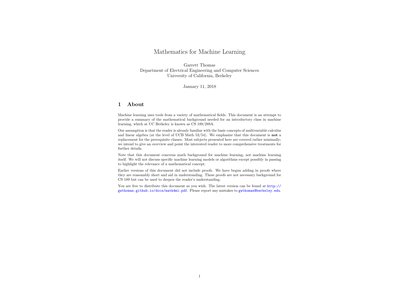 Mathematics for Machine Learning
Garrett Thomas
Department of Electrical Engineering and Computer Sciences
University of California, Berkeley
January 11, 2018
1 About
Machine learning uses tools from a variety of mathematical fields. This document is an attempt to
provide a summary of the mathematical background needed for an introductory class in machine
learning, which at UC Berkeley is known as CS 189/289A.
Our assumption is that the reader is already familiar with the basic concepts of multivariable calculus
and linear algebra (at the level of UCB Math 53/54). We emphasize that this document is not a
replacement for the prerequisite classes. Most subjects presented here are covered rather minimally;
we intend to give an overview and point the interested reader to more comprehensive treatments for
further details.
Note that this document concerns math background for machine learning, not machine learning
itself. We will not discuss specific machine learning models or algorithms except possibly in passing
to highlight the relevance of a mathematical concept.
Earlier versions of this document did not include proofs. We have begun adding in proofs where
they are reasonably short and aid in understanding. These proofs are not necessary background for
CS 189 but can be used to deepen the reader's understanding.
You are free to distribute this document as you wish. The latest version can be found at http://
gwthomas.github.io/docs/math4ml.pdf. Please report any mistakes to gwthomas@berkeley.edu.
1